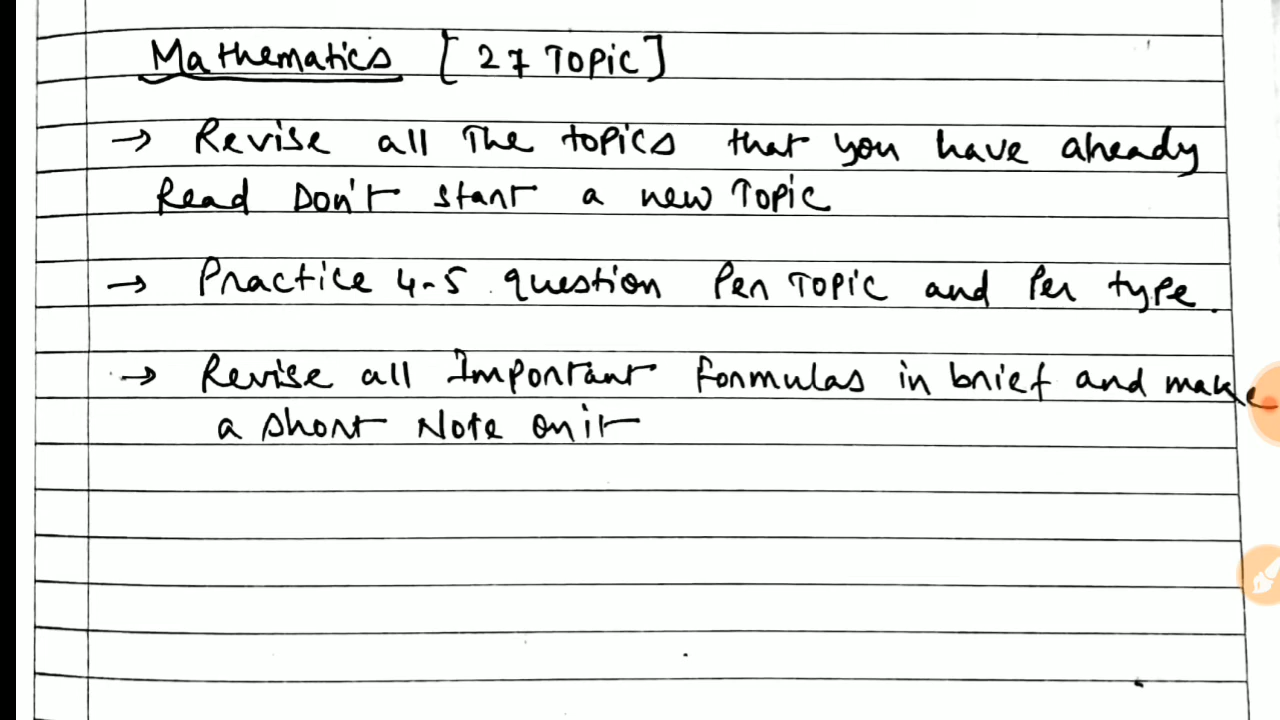 Mathematics [27 Topic]
→ Revise all The topics that you have already
Read Don't start a new Topic
→ Practice 4-5 question Per Topic and Per type.
→ Revise all Important Formulas in brief and make
a short Note on it